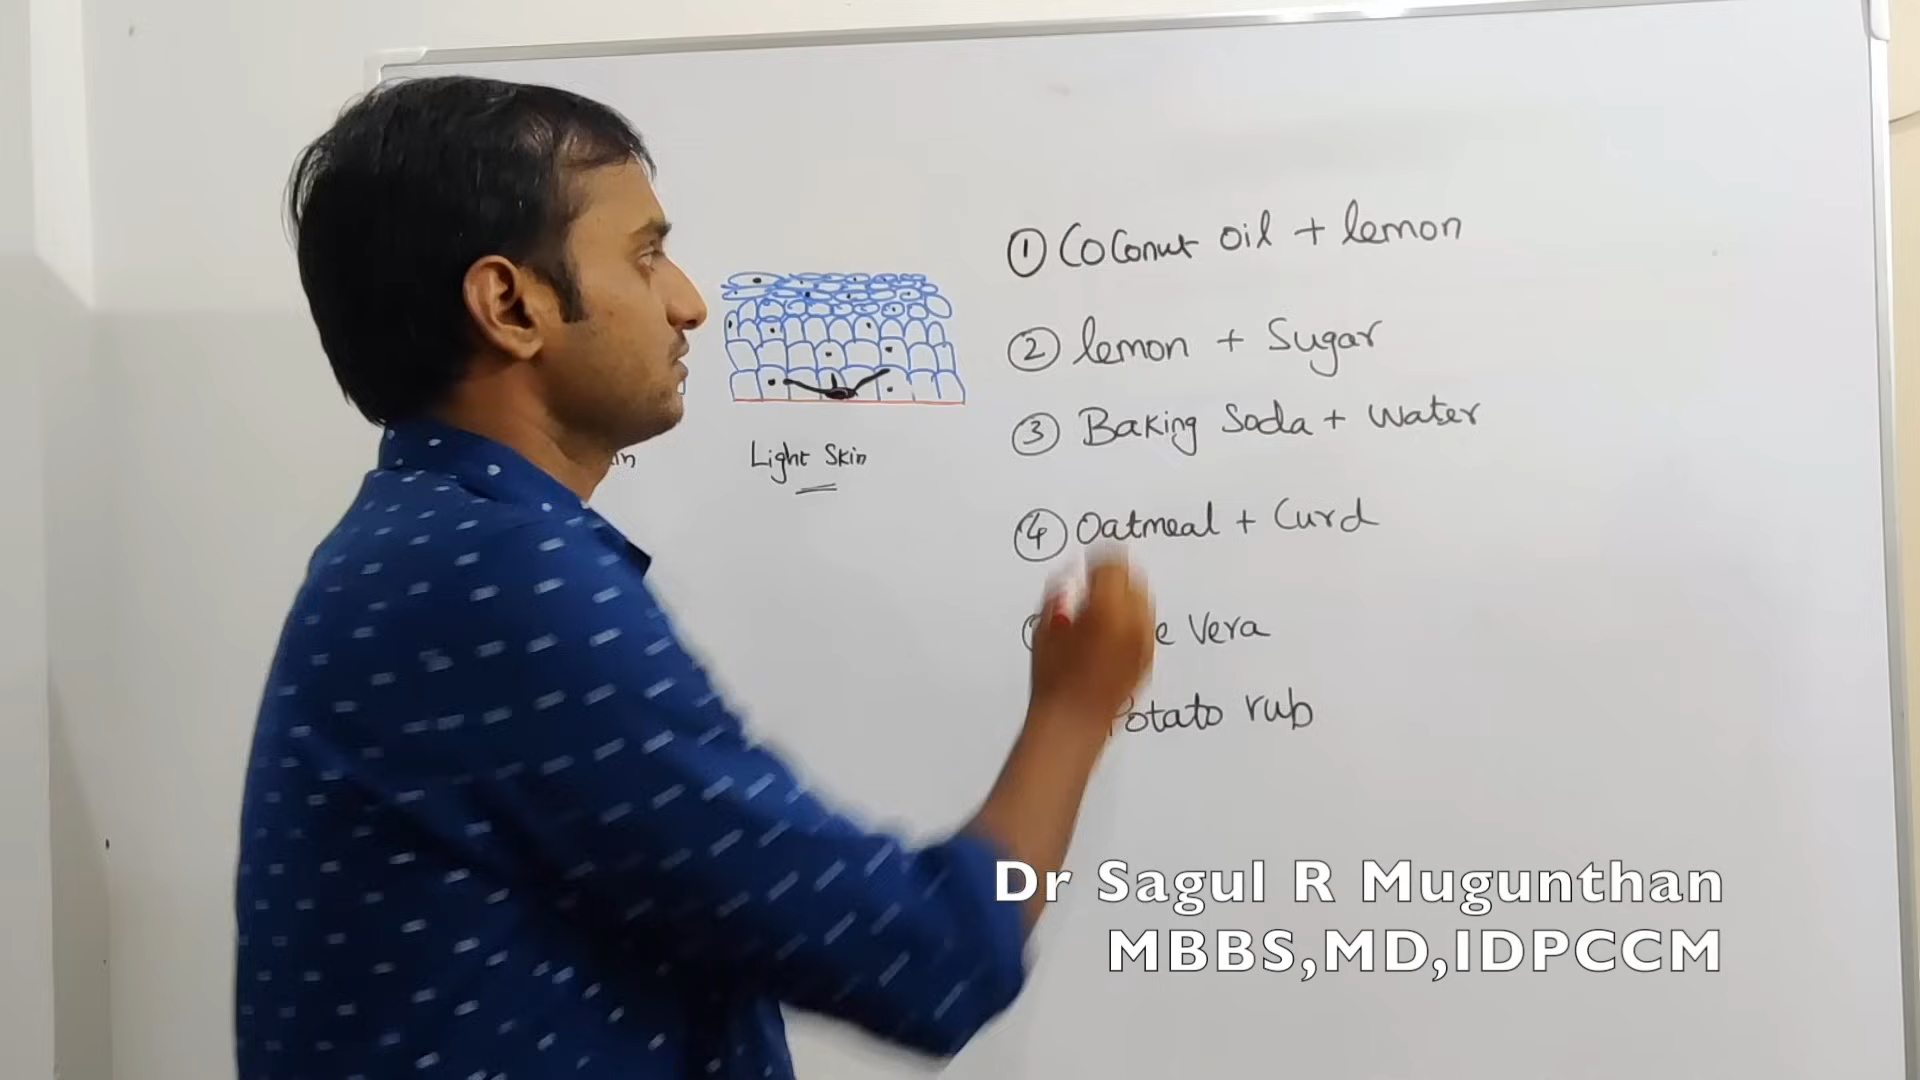 ① Coconut oil + lemon
② lemon + Sugar
③ Baking Soda + Water
④ Oatmeal + Curd
Vera
Potato rub
Light Skin
Dr Sagul R Mugunthan
MBBS,MD,IDPCCM